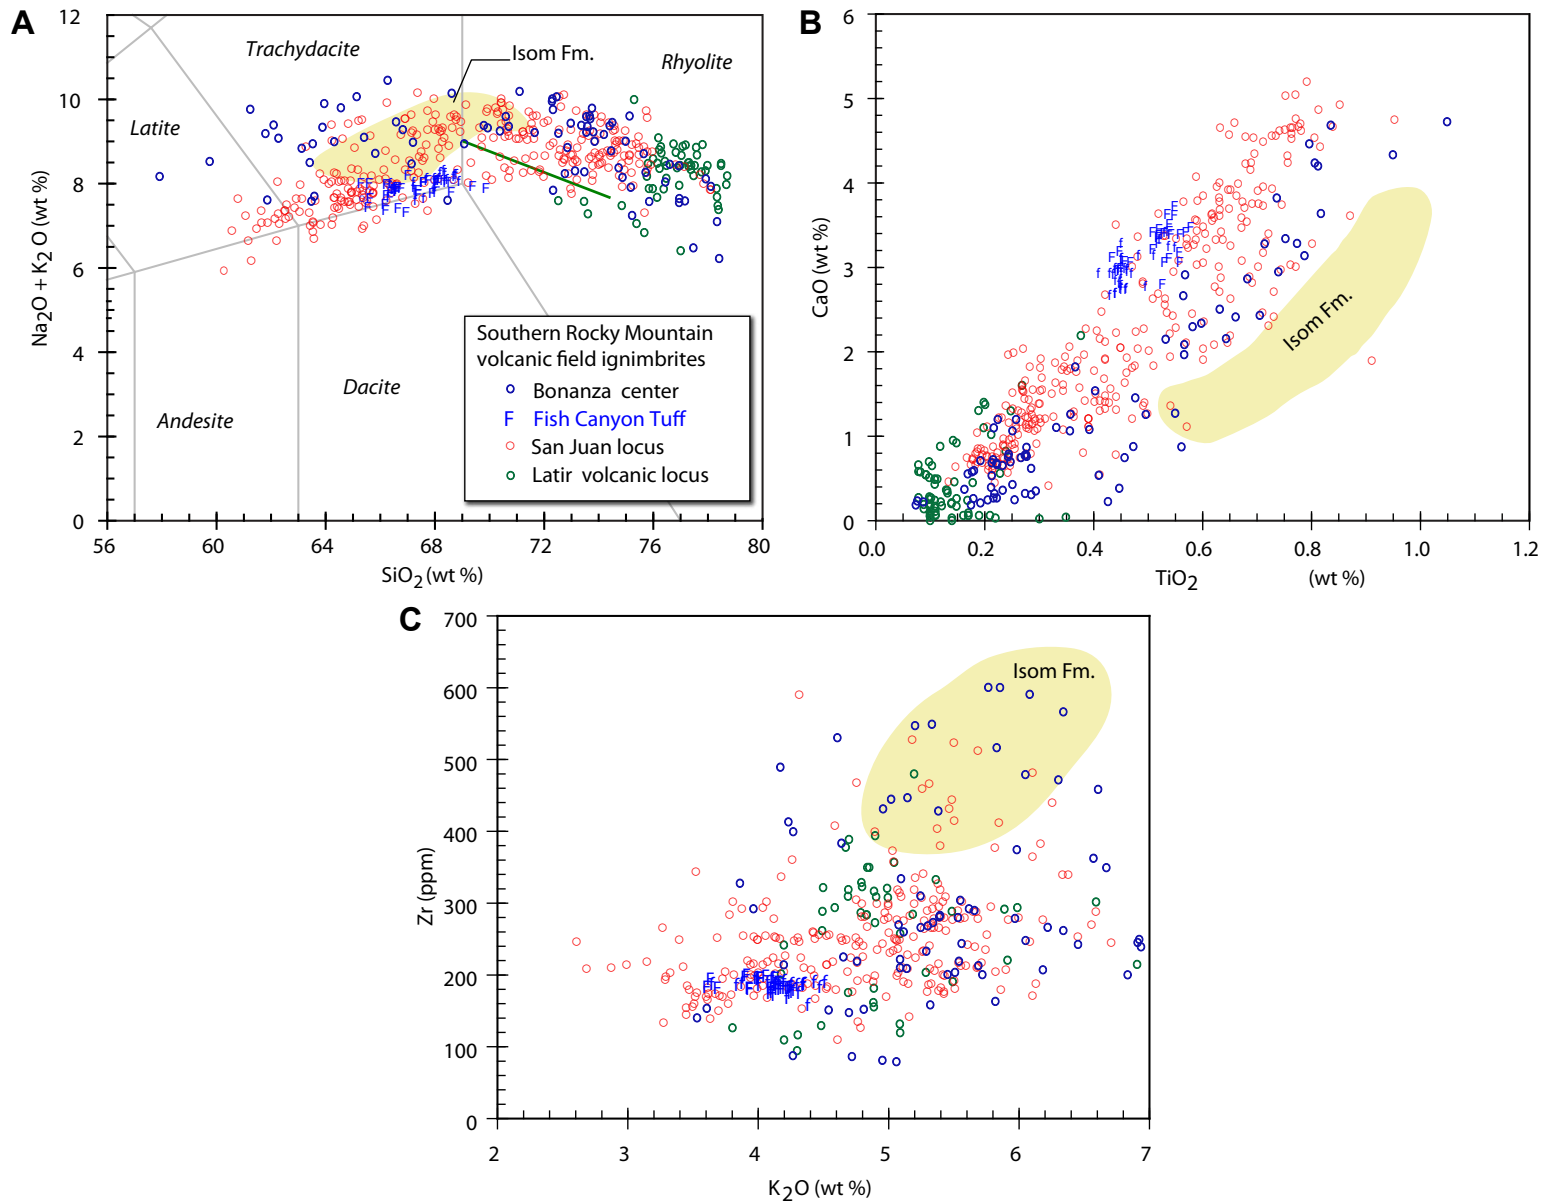 A
12
10
8
6
4
2
0
Na2O + K2O (wt %)
Trachydacite
Isom Fm.
Rhyolite
Latite
Andesite
Dacite
Southern Rocky Mountain
volcanic field ignimbrites
Bonanza center
F Fish Canyon Tuff
San Juan locus
Latir volcanic locus
56 60 64 68 72 76 80
SiO2 (wt %)
B
6
5
4
3
2
1
0
CaO (wt %)
Isom Fm.
0.0 0.2 0.4 0.6 0.8 1.0 1.2
TiO2 (wt %)
C
700
600
500
400
300
200
100
0
Zr (ppm)
Isom Fm.
2 3 4 5 6 7
K2O (wt %)